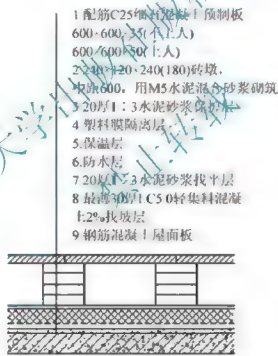 1 配筋C25细石混凝土预制板
600·600·35(不上人)
600/600·50(上人)
2 240·120·240(180)砖墩,
中距600,用M5水泥混合砂浆砌筑
3 20厚1∶3水泥砂浆保护层
4 塑料膜隔离层
5.保温层
6.防水层
7 20厚1∶3水泥砂浆找平层
8 最薄30厚LC5 0轻集料混凝
土2%找坡层
9 钢筋混凝土屋面板